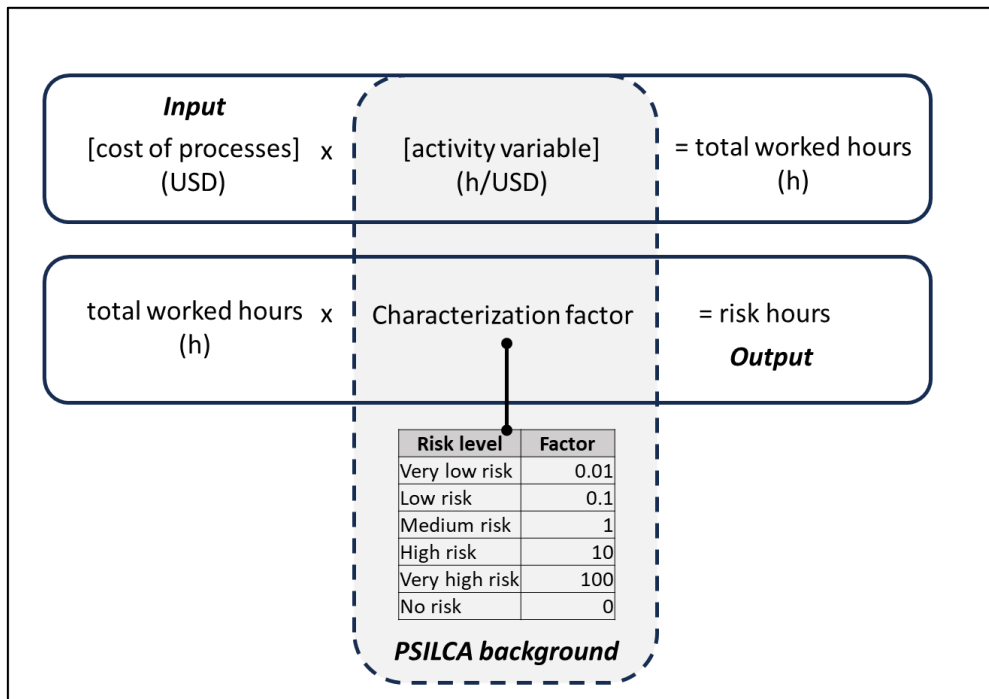 Input
[cost of processes] x [activity variable] = total worked hours
(USD) (h/USD) (h)
total worked hours x Characterization factor = risk hours
(h) Output
Risk level Factor
Very low risk 0.01
Low risk 0.1
Medium risk 1
High risk 10
Very high risk 100
No risk 0
PSILCA background